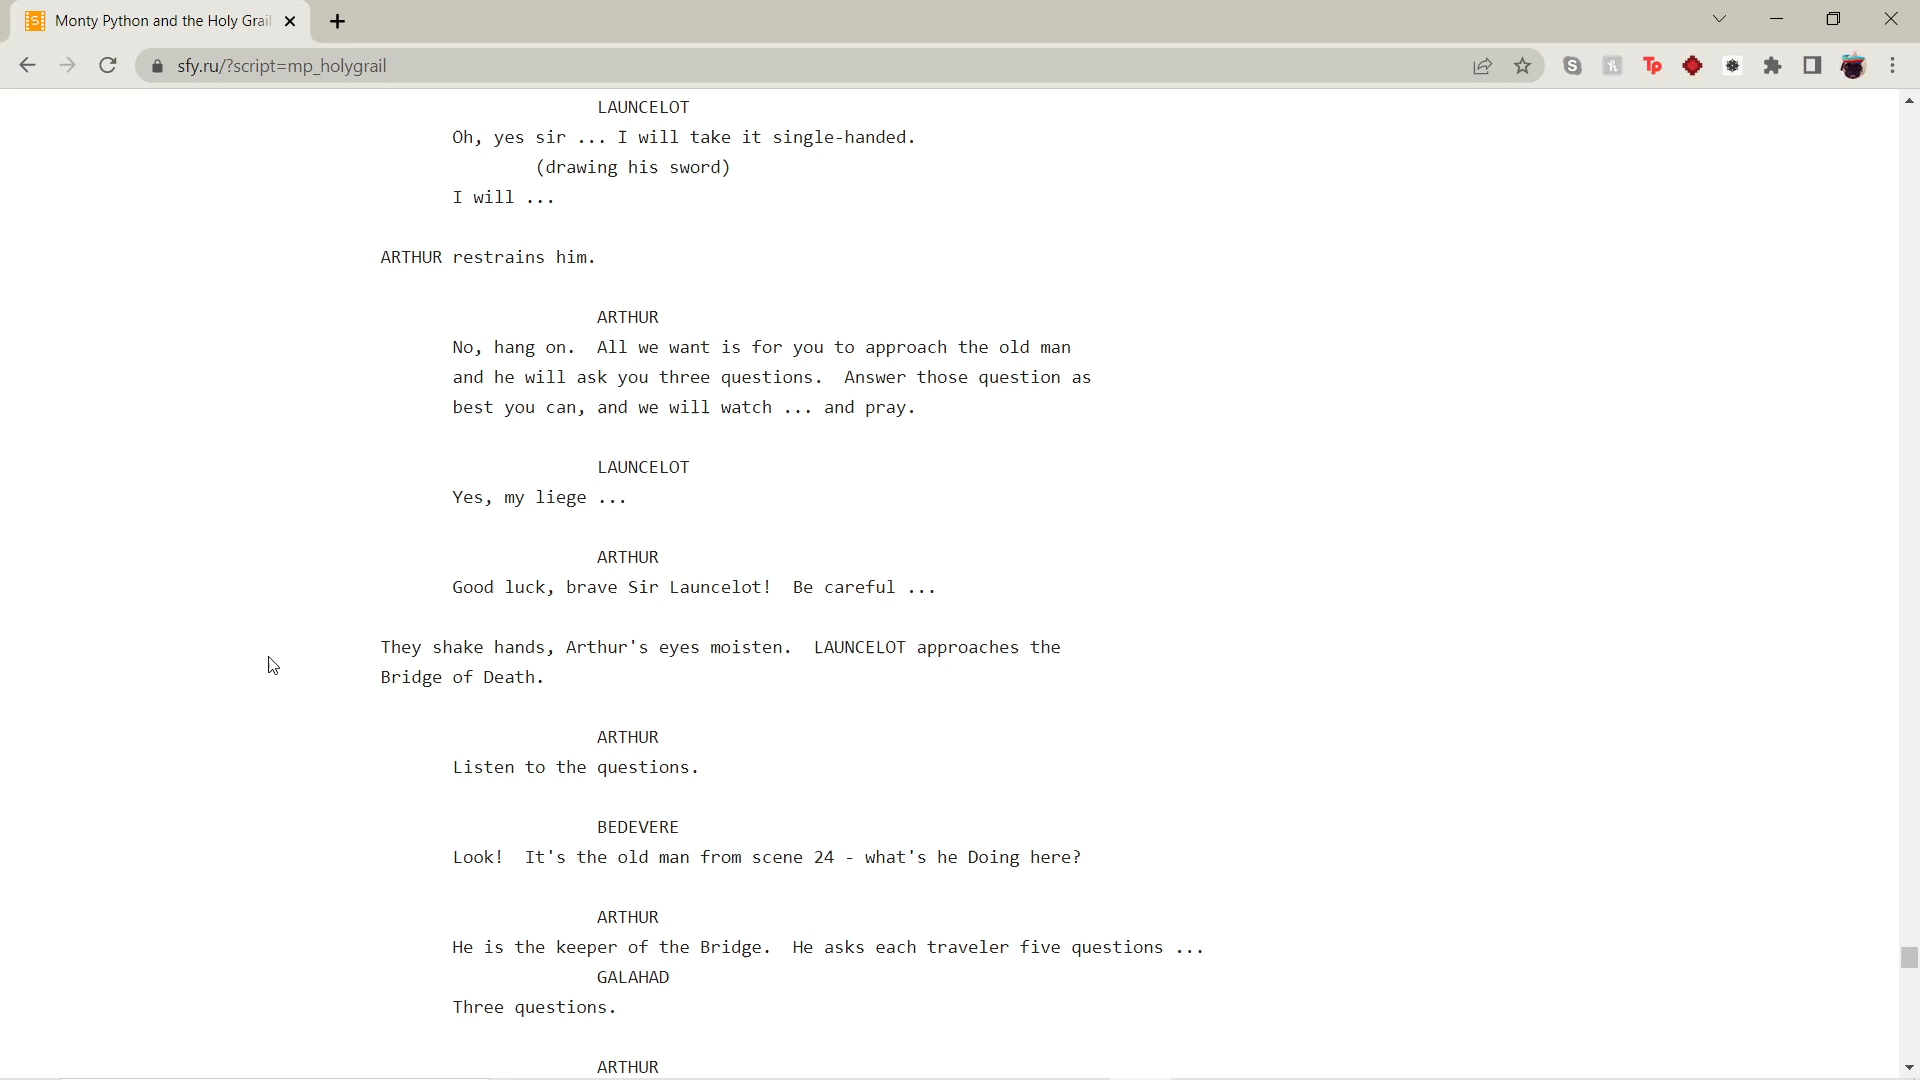 Monty Python and the Holy Grail
sfy.ru/?script=mp_holygrail
LAUNCELOT
Oh, yes sir ... I will take it single-handed.
(drawing his sword)
I will ...
ARTHUR restrains him.
ARTHUR
No, hang on.  All we want is for you to approach the old man
and he will ask you three questions.  Answer those question as
best you can, and we will watch ... and pray.
LAUNCELOT
Yes, my liege ...
ARTHUR
Good luck, brave Sir Launcelot!  Be careful ...
They shake hands, Arthur's eyes moisten.  LAUNCELOT approaches the
Bridge of Death.
ARTHUR
Listen to the questions.
BEDEVERE
Look!  It's the old man from scene 24 - what's he Doing here?
ARTHUR
He is the keeper of the Bridge.  He asks each traveler five questions ...
GALAHAD
Three questions.
ARTHUR